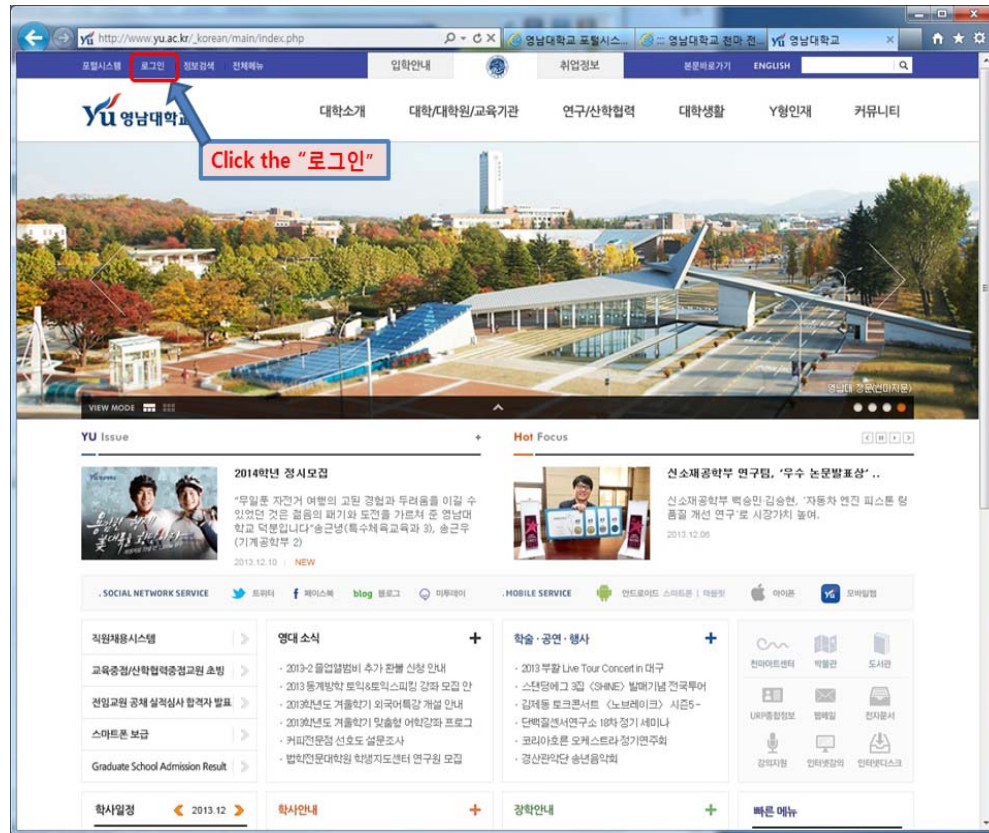 http://www.yu.ac.kr/_korean/main/index.php
영남대학교 포털시스...
::: 영남대학교 천마 전...
영남대학교
포털시스템 로그인 정보검색 전체메뉴
입학안내
취업정보
본문바로가기 ENGLISH
yu 영남대학교
대학소개 대학/대학원/교육기관 연구/산학협력 대학생활 Y형인재 커뮤니티
Click the “로그인”
VIEW MODE
YU Issue
2014학년 정시모집
"무일푼 자전거 여행의 고된 경험과 두려움을 이길 수
있었던 것은 젊음의 패기와 도전을 가르쳐 준 영남대
학교 덕분입니다"송근녕(특수체육교육과 3), 송근우
(기계공학부 2)
2013.12.10 NEW
Hot Focus
신소재공학부 연구팀, '우수 논문발표상' ..
신소재공학부 백승민·김승현, '자동차 엔진 피스톤 량
품질 개선 연구'로 시장가치 높여.
2013.12.06
. SOCIAL NETWORK SERVICE 트위터 페이스북 blog 블로그 미투데이
. MOBILE SERVICE 안드로이드 스마트폰 | 태블릿 아이폰 모바일웹
직원채용시스템
교육중점/산학협력중점교원 초빙
전임교원 공채 실적심사 합격자 발표
스마트폰 보급
Graduate School Admission Result
영대 소식
· 2013-2 졸업앨범비 추가 환불 신청 안내
· 2013 동계방학 토익&토익스피킹 강좌 모집 안
· 2013학년도 겨울학기 외국어특강 개설 안내
· 2013학년도 겨울학기 맞춤형 어학강좌 프로그
· 커피전문점 선호도 설문조사
· 법학전문대학원 학생지도센터 연구원 모집
학술 · 공연 · 행사
· 2013 부활 Live Tour Concert in 대구
· 스탠딩에그 3집 〈SHINE〉 발매기념 전국투어
· 김제동 토크콘서트 〈노브레이크〉 시즌5 -
· 단백질센서연구소 18차 정기 세미나
· 코리아호른 오케스트라 정기연주회
· 경산관악단 송년음악회
천마아트센터 박물관 도서관
URP종합정보 웹메일 전자문서
강의지원 인터넷강의 인터넷디스크
학사일정 2013.12
학사안내
장학안내
빠른 메뉴